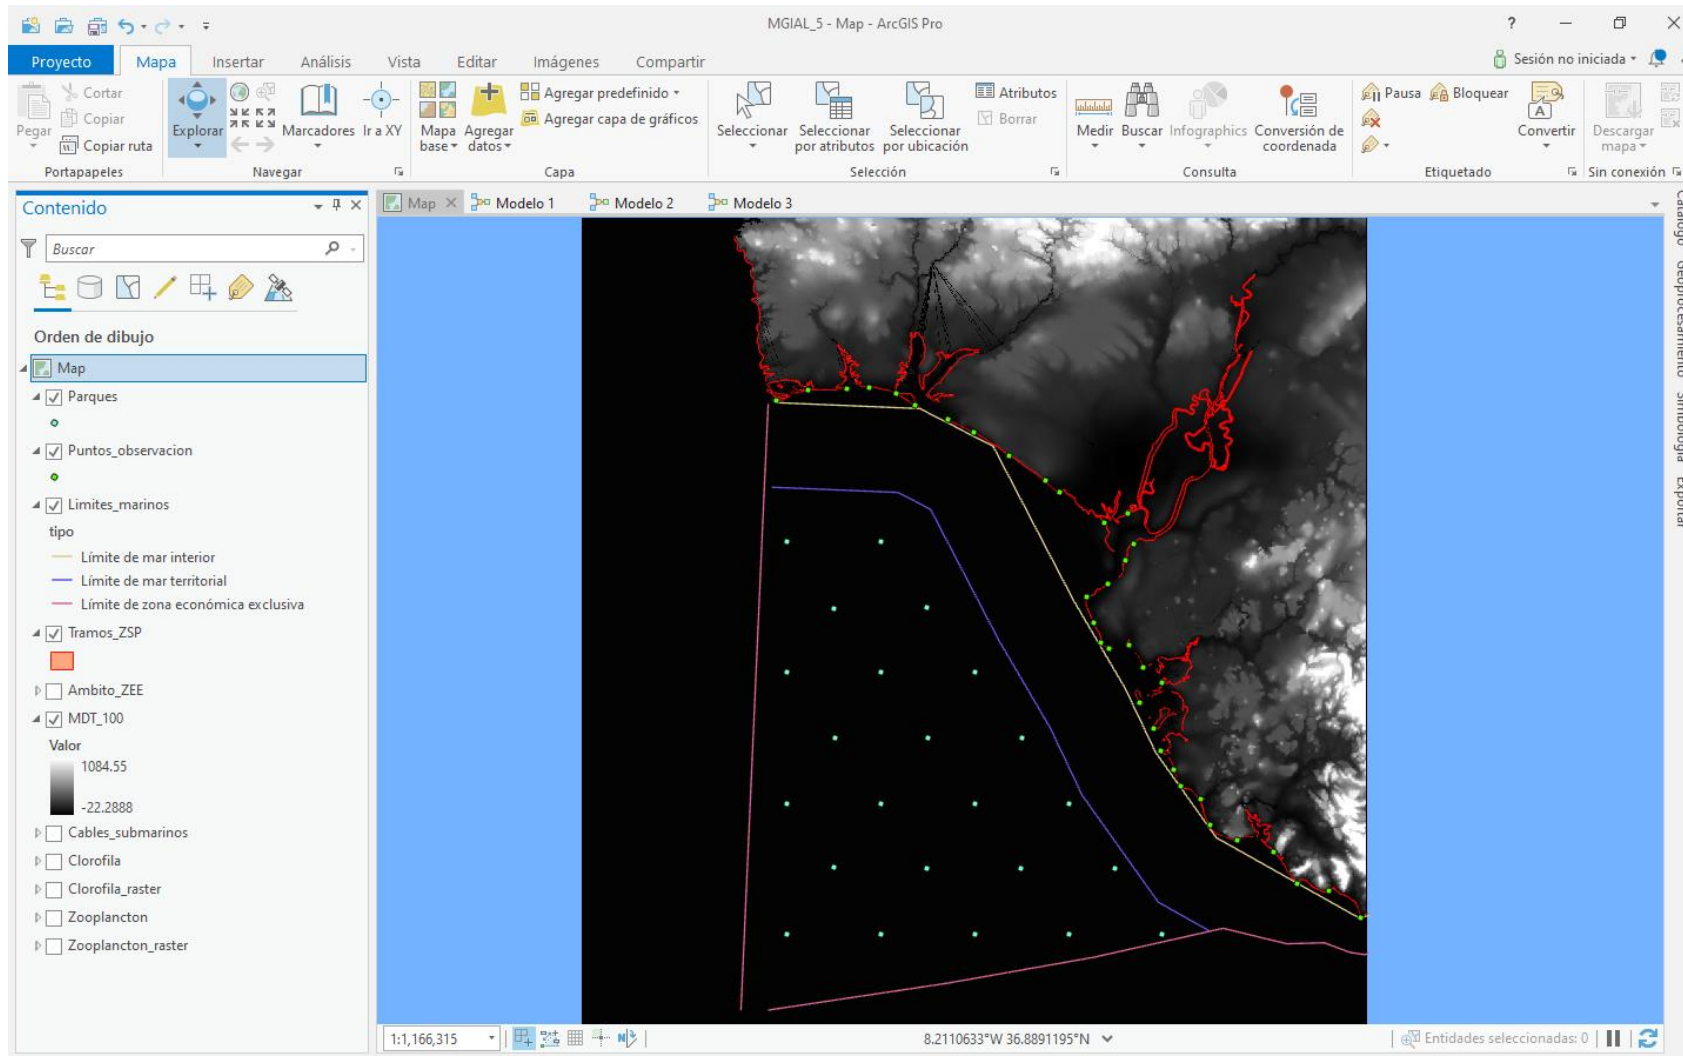 MGIAL_5 - Map - ArcGIS Pro
?
Proyecto
Mapa
Insertar
Análisis
Vista
Editar
Imágenes
Compartir
Sesión no iniciada
Pegar
Cortar
Copiar
Copiar ruta
Portapapeles
Explorar
Marcadores
Ir a XY
Navegar
Mapa base
Agregar datos
Agregar predefinido
Agregar capa de gráficos
Capa
Seleccionar
Seleccionar por atributos
Seleccionar por ubicación
Atributos
Borrar
Selección
Medir
Buscar
Infographics
Conversión de coordenada
Consulta
Pausa
Bloquear
Etiquetado
Convertir
Descargar mapa
Sin conexión
Contenido
Buscar
Orden de dibujo
Map
Parques
Puntos_observacion
Limites_marinos
tipo
Límite de mar interior
Límite de mar territorial
Límite de zona económica exclusiva
Tramos_ZSP
Ambito_ZEE
MDT_100
Valor
1084.55
-22.2888
Cables_submarinos
Clorofila
Clorofila_raster
Zooplancton
Zooplancton_raster
Map
Modelo 1
Modelo 2
Modelo 3
Catálogo
Geoprocesamiento
Simbología
Exportar
1:1,166,315
8.2110633°W 36.8891195°N
Entidades seleccionadas: 0